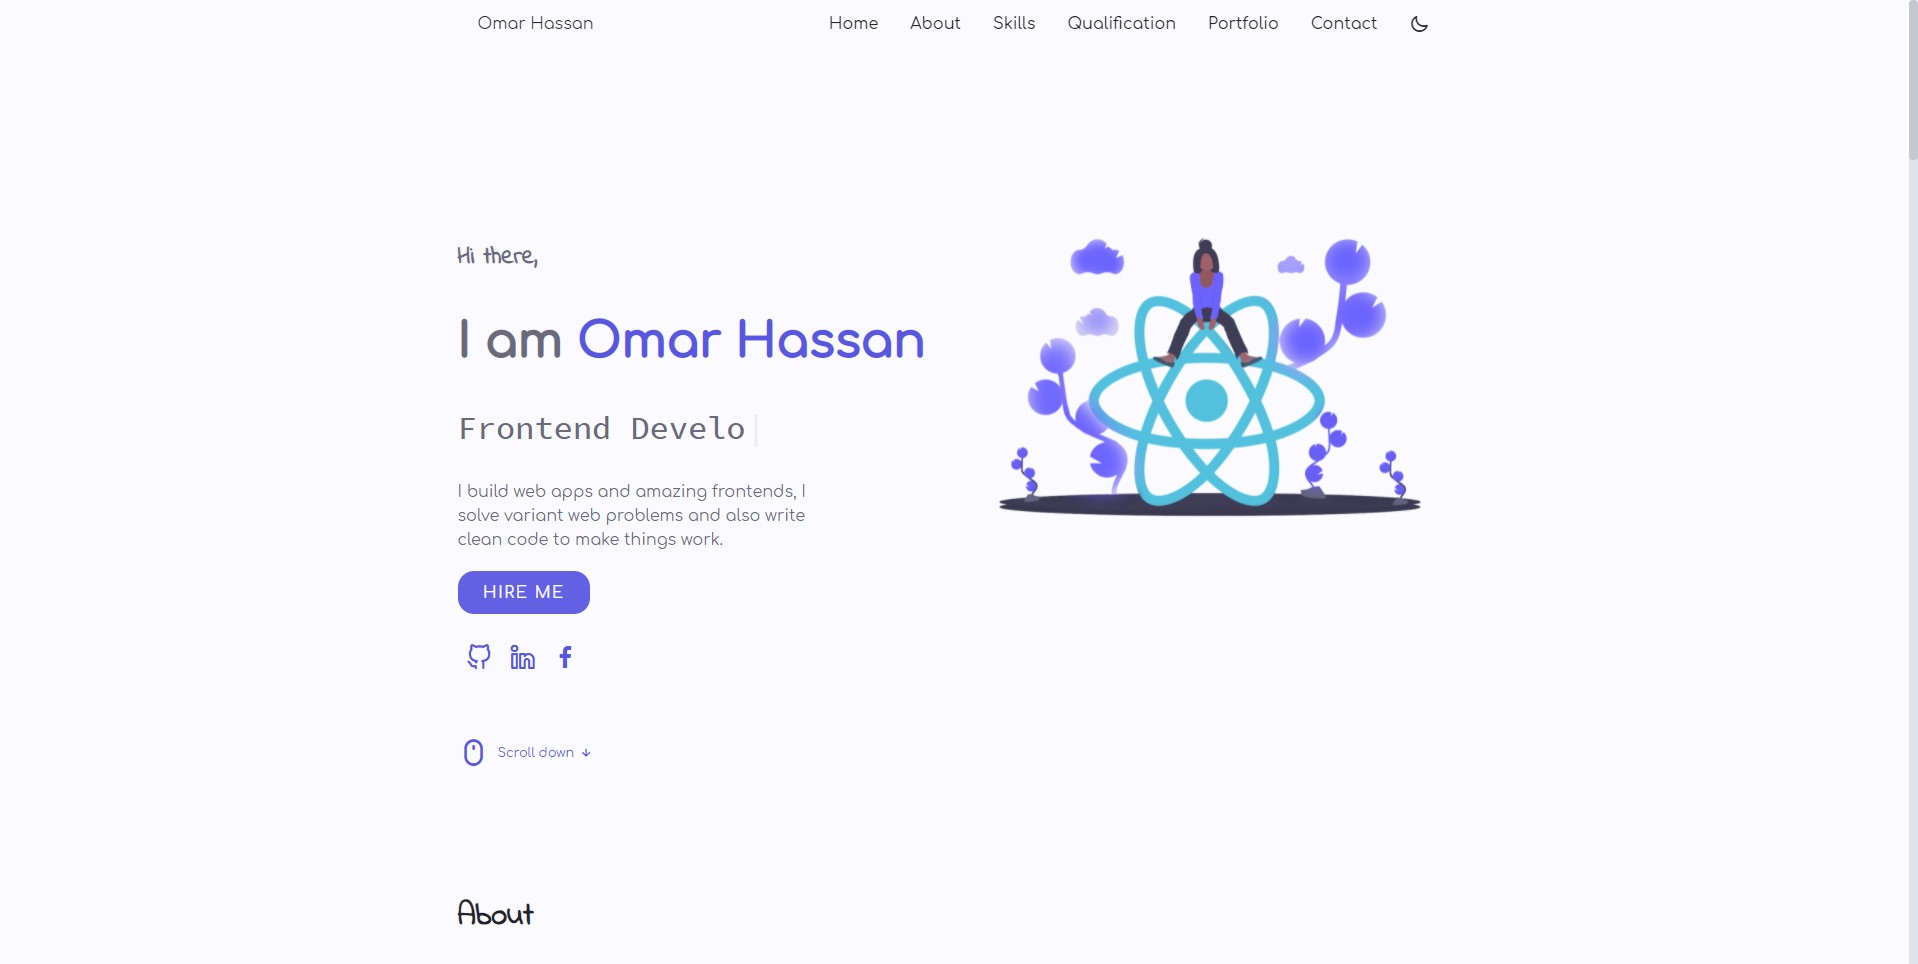 Omar Hassan
Home About Skills Qualification Portfolio Contact
Hi there,
I am Omar Hassan
Frontend Develo
I build web apps and amazing frontends, I
solve variant web problems and also write
clean code to make things work.
HIRE ME
Scroll down
About